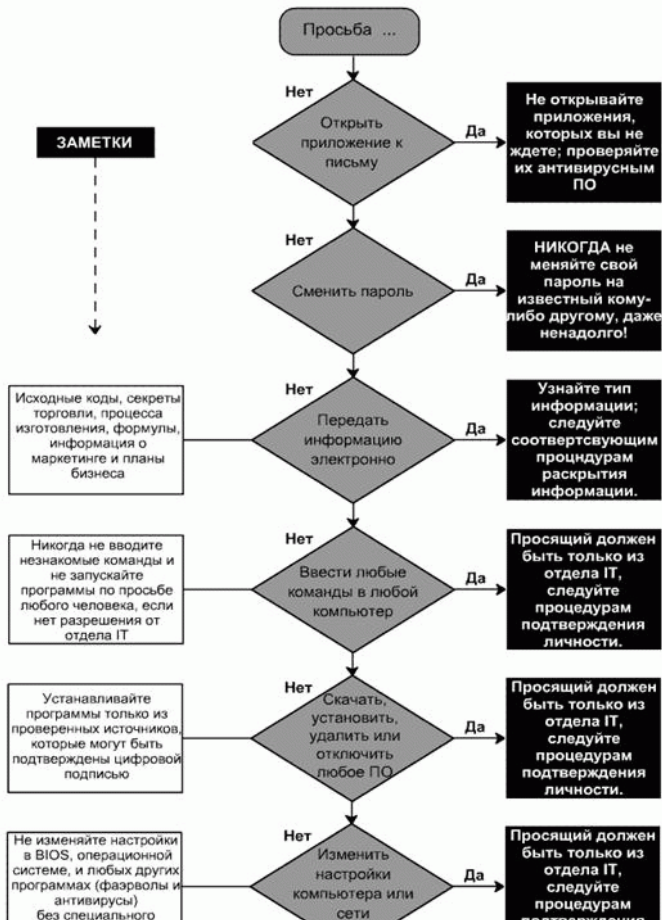 Просьба ...
Нет
Открыть
приложение к
письму
Да
Не открывайте
приложения,
которых вы не
ждете; проверяйте
их антивирусным
ПО
ЗАМЕТКИ
Нет
Сменить пароль
Да
НИКОГДА не
меняйте свой
пароль на
известный кому-
либо другому, даже
ненадолго!
Исходные коды, секреты
торговли, процесса
изготовления, формулы,
информация о
маркетинге и планы
бизнеса
Нет
Передать
информацию
электронно
Да
Узнайте тип
информации;
следуйте
соотвертсвующим
процндурам
раскрытия
информации.
Никогда не вводите
незнакомые команды и
не запускайте
программы по просьбе
любого человека, если
нет разрешения от
отдела IT
Нет
Ввести любые
команды в любой
компьютер
Да
Просящий должен
быть только из
отдела IT,
следуйте
процедурам
подтверждения
личности.
Устанавливайте
программы только из
проверенных источников,
которые могут быть
подтверждены цифровой
подписью
Нет
Скачать,
установить,
удалить или
отключить
любое ПО
Да
Просящий должен
быть только из
отдела IT,
следуйте
процедурам
подтверждения
личности.
Не изменяйте настройки
в BIOS, операционной
системе, и любых других
программах (фаэрволы и
антивирусы)
без специального
Нет
Изменить
настройки
компьютера или
сети
Да
Просящий должен
быть только из
отдела IT,
следуйте
процедурам
подтверждения